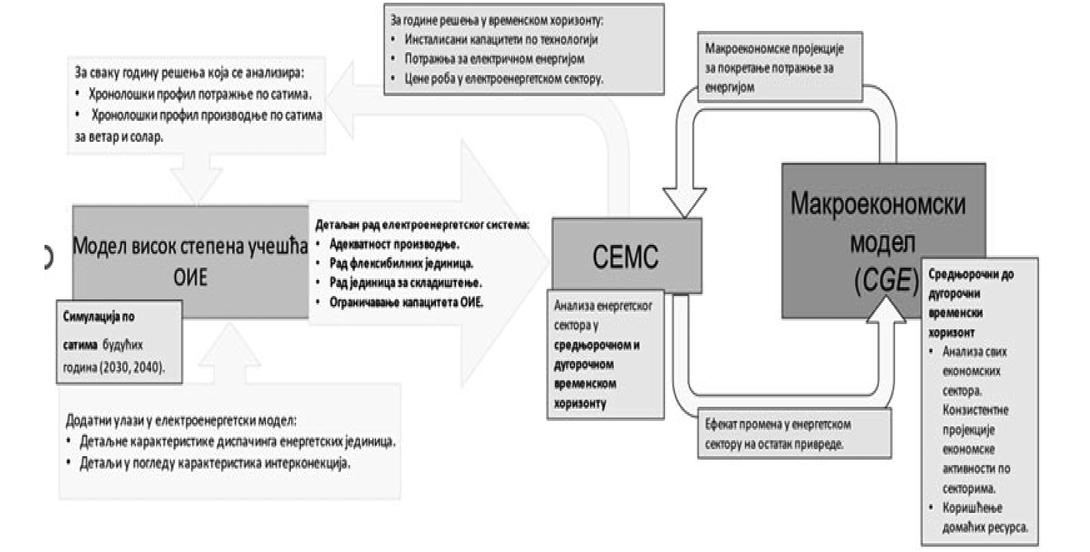 За године решења у временском хоризонту:
• Инсталисани капацитети по технологији
• Потражња за електричном енергијом
• Цене роба у електроенергетском сектору.
Макроекономске пројекције
за покретање потражње за
енергијом
За сваку годину решења која се анализира:
• Хронолошки профил потражње по сатима.
• Хронолошки профил производње по сатима
за ветар и солар.
Модел висок степена учешћа
ОИЕ
Симулација по
сатима будућих
година (2030, 2040).
Детаљан рад електроенергетског система:
• Адекватност производње.
• Рад флексибилних јединица.
• Рад јединица за складиштење.
• Ограничавање капацитета ОИЕ.
СЕМС
Анализа енергетског
сектора у
средњорочном и
дугорочном
временском
хоризонту
Макроекономски
модел
(CGE)
Средњорочни до
дугорочни
временски
хоризонт
• Анализа свих
економских
сектора.
Конзистентне
пројекције
економске
активности по
секторима.
• Коришћење
домаћих ресурса.
Додатни улази у електроенергетски модел:
• Детаљне карактеристике диспачинга енергетских јединица.
• Детаљи у погледу карактеристика интерконекција.
Ефекат промена у енергетском
сектору на остатак привреде.